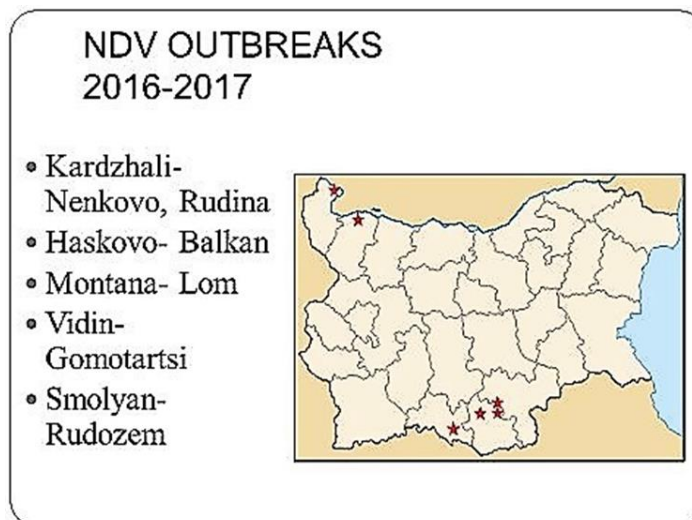 NDV OUTBREAKS
2016-2017
• Kardzhali-
Nenkovo, Rudina
• Haskovo- Balkan
• Montana- Lom
• Vidin-
Gomotartsi
• Smolyan-
Rudozem